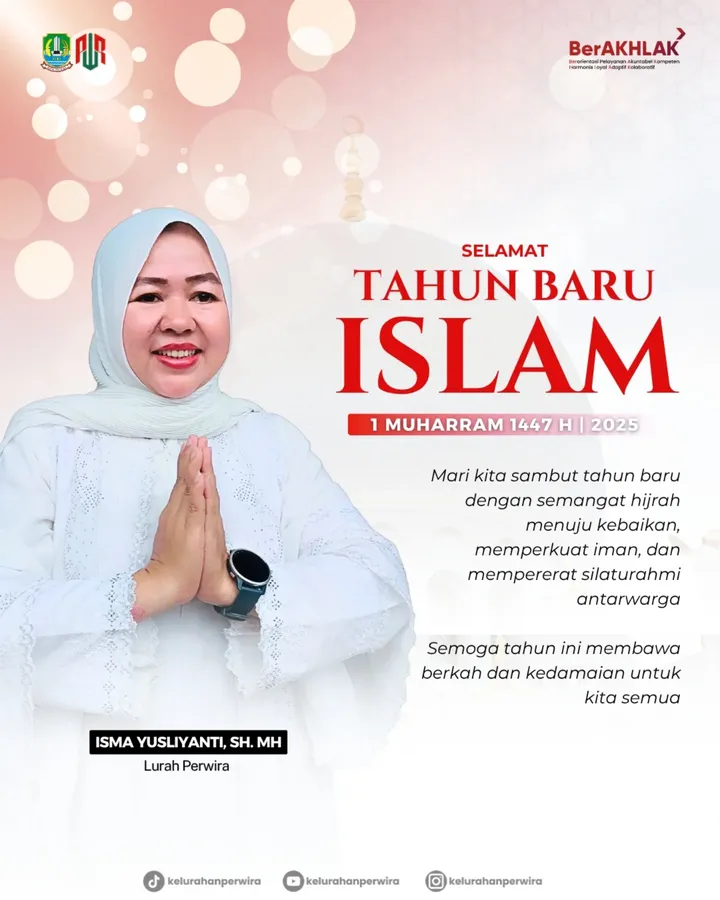 BerAKHLAK
Berorientasi Pelayanan Akuntabel Kompeten
Harmonis Loyal Adaptif Kolaboratif
SELAMAT
TAHUN BARU
ISLAM
1 MUHARRAM 1447 H | 2025
Mari kita sambut tahun baru
dengan semangat hijrah
menuju kebaikan,
memperkuat iman, dan
mempererat silaturahmi
antarwarga
Semoga tahun ini membawa
berkah dan kedamaian untuk
kita semua
ISMA YUSLIYANTI, SH. MH
Lurah Perwira
kelurahanperwira
kelurahanperwira
kelurahanperwira